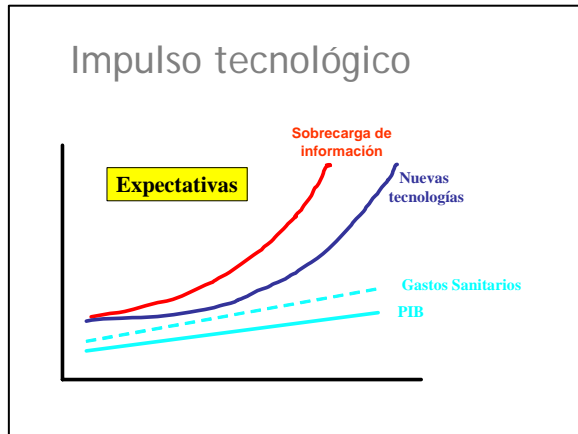 Impulso tecnológico
Sobrecarga de
información
Expectativas
Nuevas
tecnologías
Gastos Sanitarios
PIB